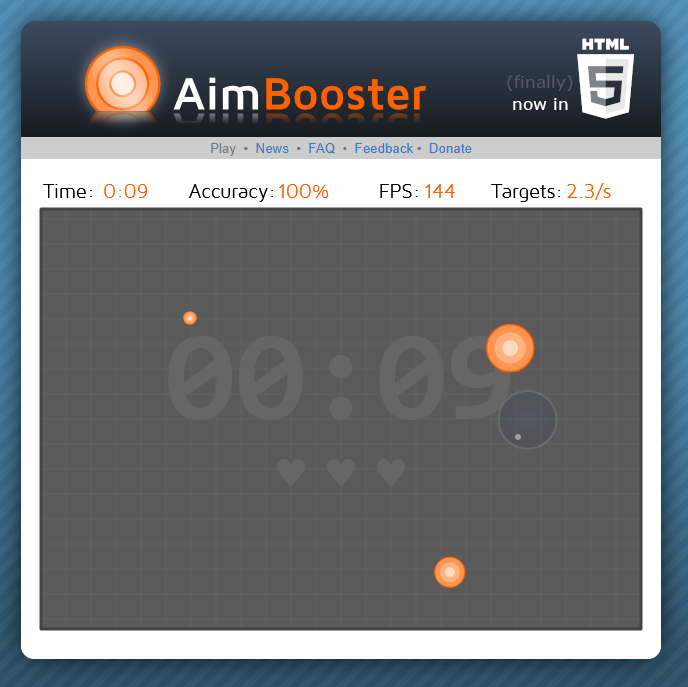 HTML
5
(finally)
now in
AimBooster
Play • News • FAQ • Feedback • Donate
Time: 0:09 Accuracy: 100% FPS: 144 Targets: 2.3/s
00:09
♥ ♥ ♥